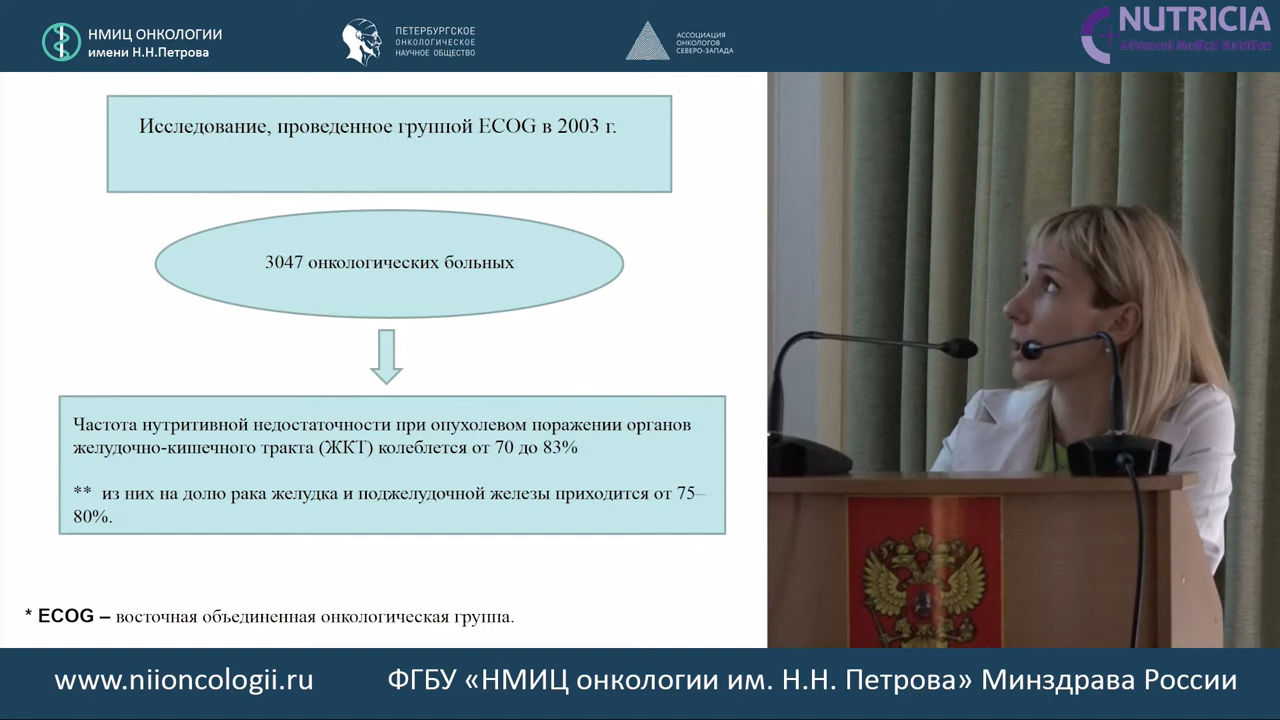 НМИЦ ОНКОЛОГИИ
имени Н.Н.Петрова
ПЕТЕРБУРГСКОЕ
ОНКОЛОГИЧЕСКОЕ
НАУЧНОЕ ОБЩЕСТВО
АССОЦИАЦИЯ
ОНКОЛОГОВ
СЕВЕРО-ЗАПАДА
NUTRICIA
Advanced Medical Nutrition
Исследование, проведенное группой ECOG в 2003 г.
3047 онкологических больных
Частота нутритивной недостаточности при опухолевом поражении органов
желудочно-кишечного тракта (ЖКТ) колеблется от 70 до 83%
** из них на долю рака желудка и поджелудочной железы приходится от 75–
80%.
* ECOG – восточная объединенная онкологическая группа.
www.niioncologii.ru
ФГБУ «НМИЦ онкологии им. Н.Н. Петрова» Минздрава России